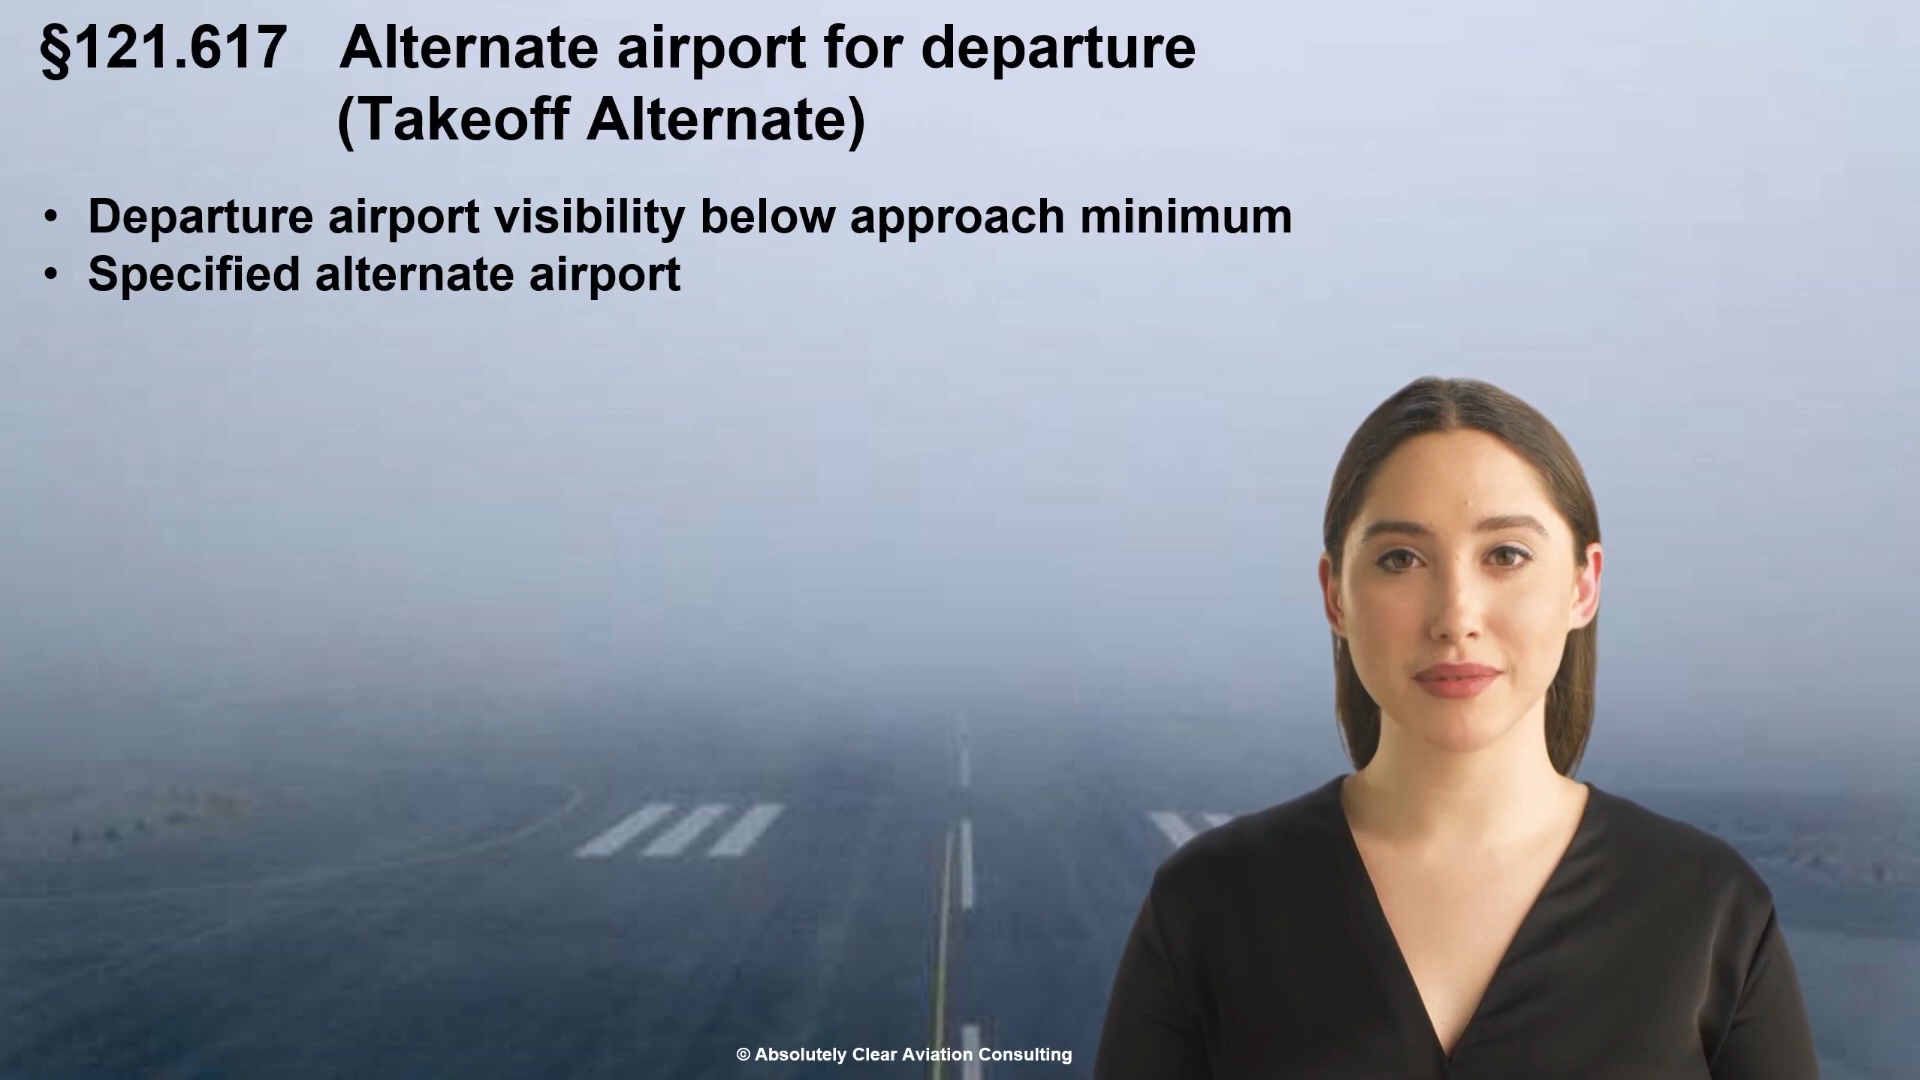 §121.617 Alternate airport for departure
(Takeoff Alternate)
• Departure airport visibility below approach minimum
• Specified alternate airport
© Absolutely Clear Aviation Consulting